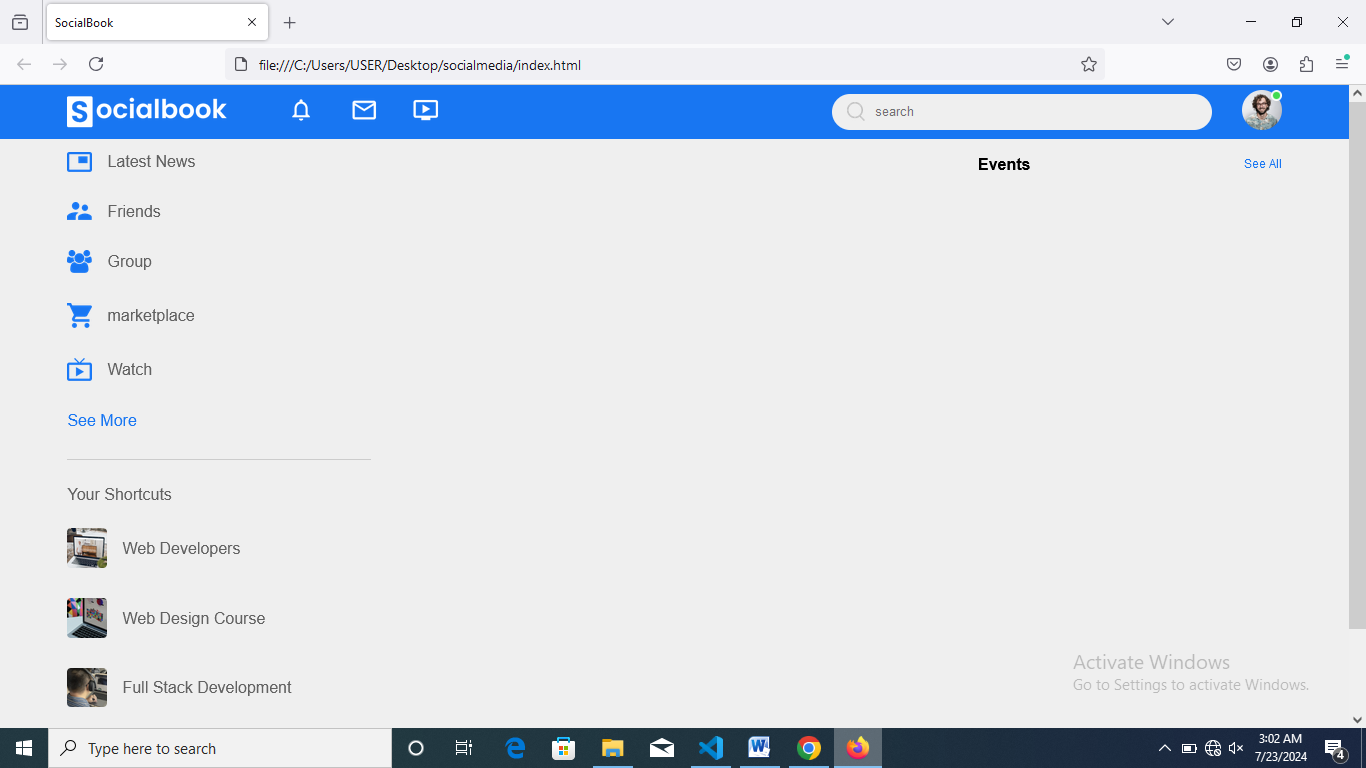 SocialBook
file:///C:/Users/USER/Desktop/socialmedia/index.html
Socialbook
search
Latest News
Events
See All
Friends
Group
marketplace
Watch
See More
Your Shortcuts
Web Developers
Web Design Course
Full Stack Development
Activate Windows
Go to Settings to activate Windows.
Type here to search
3:02 AM
7/23/2024
4